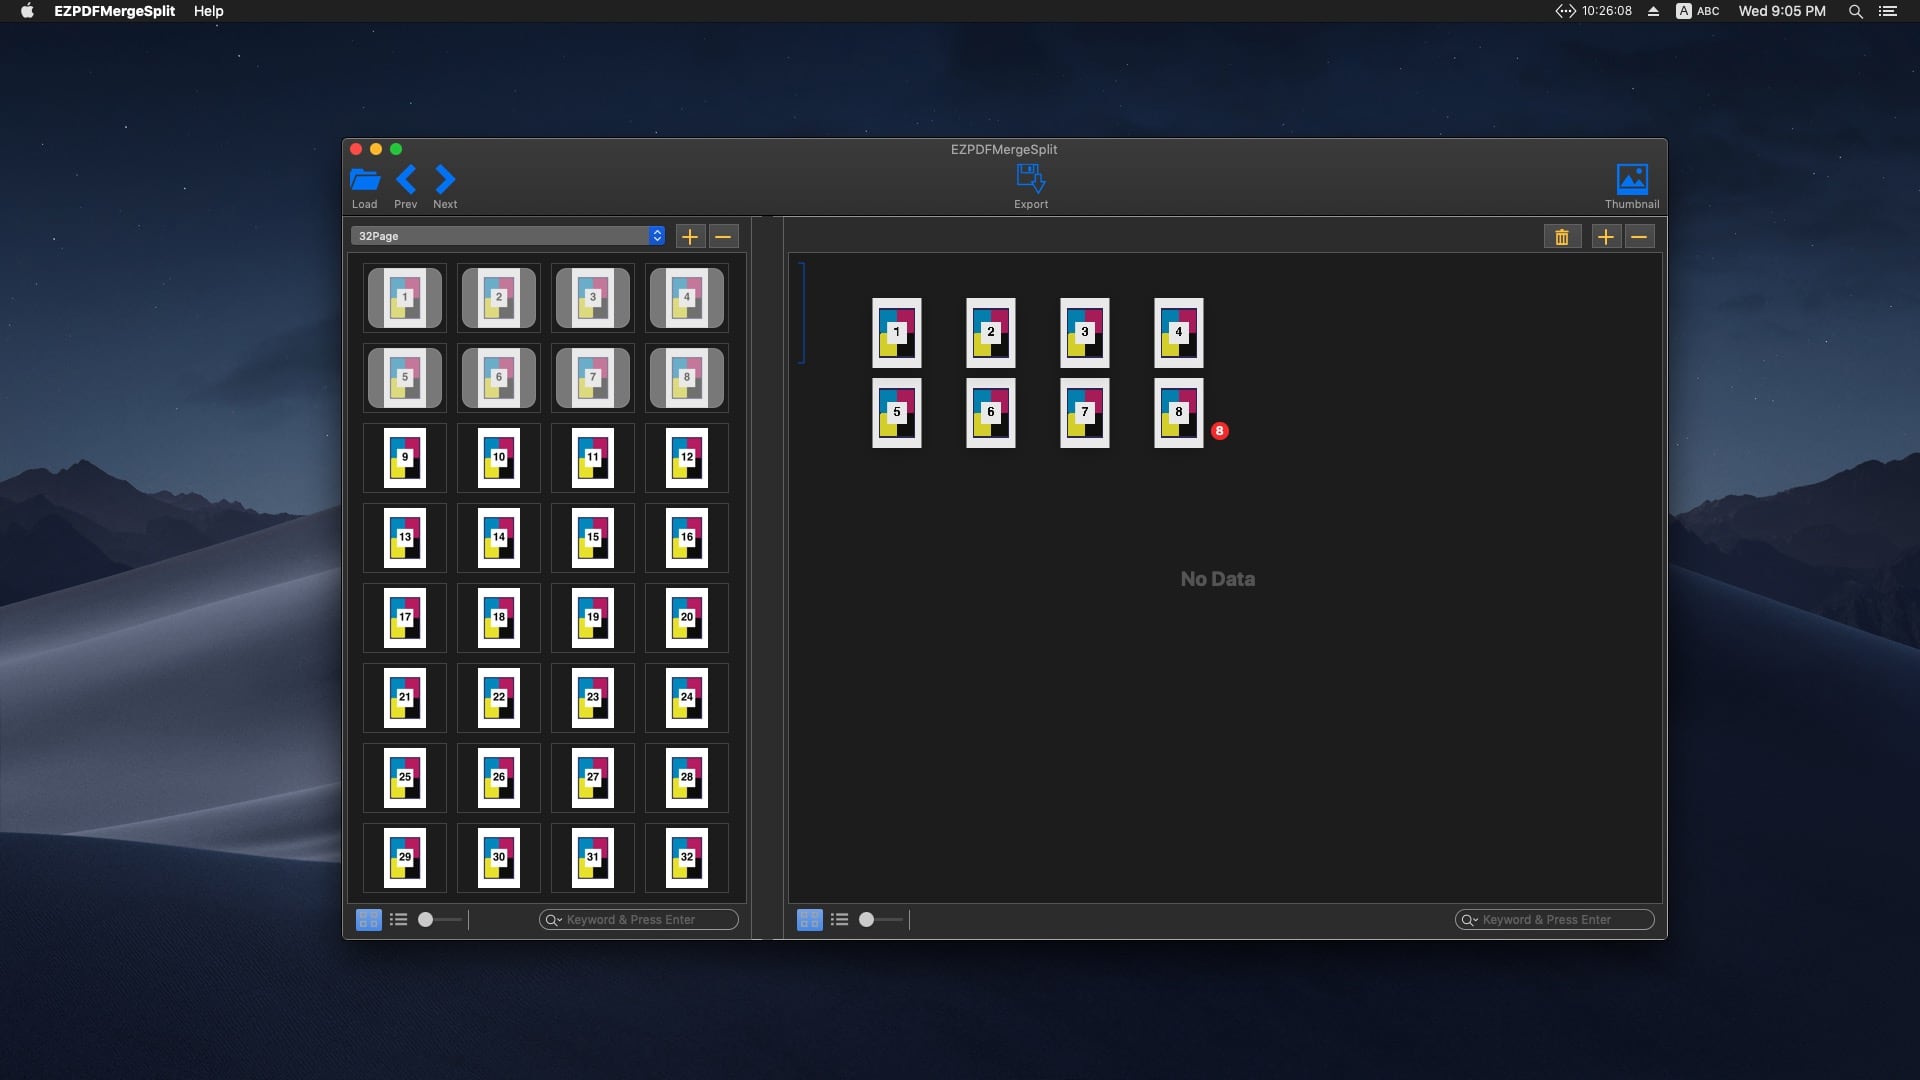 EZPDFMergeSplit Help 10:26:08 A ABC Wed 9:05 PM
EZPDFMergeSplit
Load Prev Next Export Thumbnail
32Page
1 2 3 4
5 6 7 8
9 10 11 12
13 14 15 16
17 18 19 20
21 22 23 24
25 26 27 28
29 30 31 32
Keyword & Press Enter
1 2 3 4
5 6 7 8 8
No Data
Keyword & Press Enter